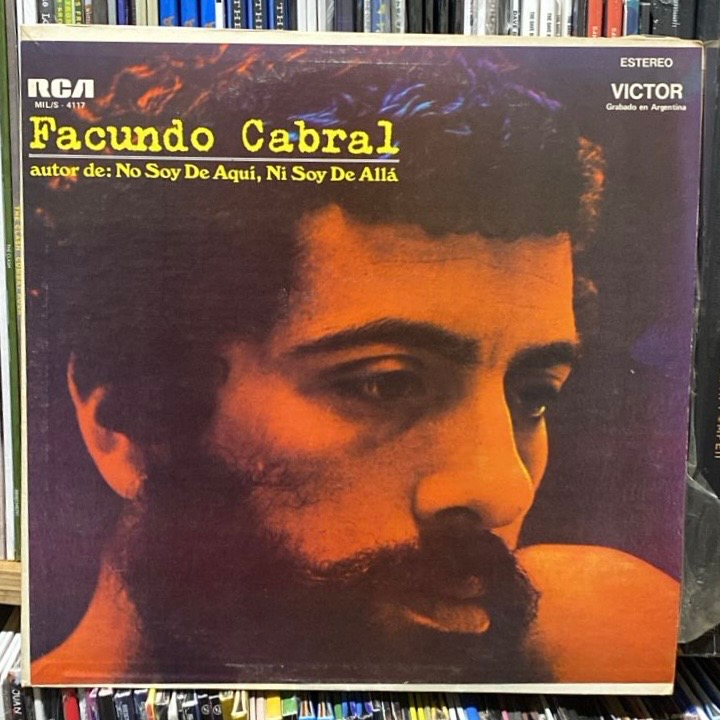 ESTEREO
RCA
VICTOR
MIL/S - 4117
Grabado en Argentina
Facundo Cabral
autor de: No Soy De Aquí, Ni Soy De Allá
JUAN